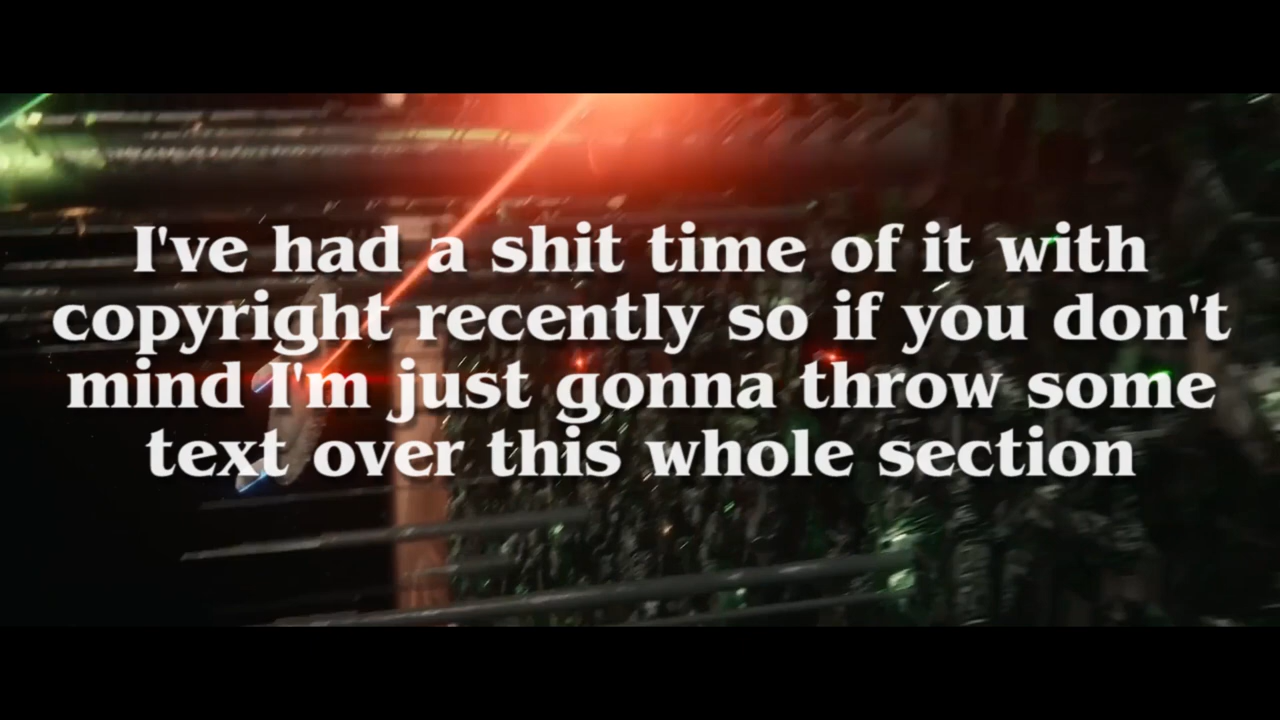 I've had a shit time of it with
copyright recently so if you don't
mind I'm just gonna throw some
text over this whole section